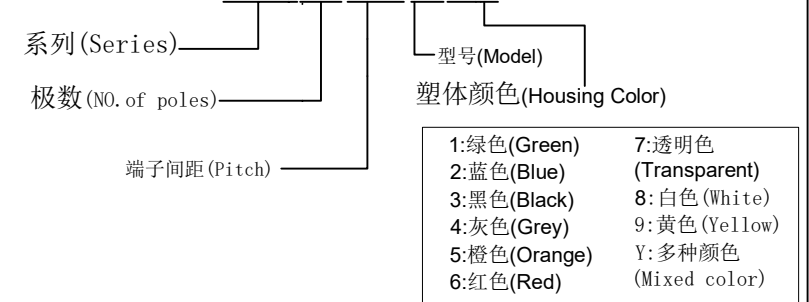 系列(Series)
型号(Model)
极数(NO.of poles)
塑体颜色(Housing Color)
端子间距(Pitch)
1:绿色(Green)
2:蓝色(Blue)
3:黑色(Black)
4:灰色(Grey)
5:橙色(Orange)
6:红色(Red)
7:透明色
(Transparent)
8:白色(White)
9:黄色(Yellow)
Y:多种颜色
(Mixed color)